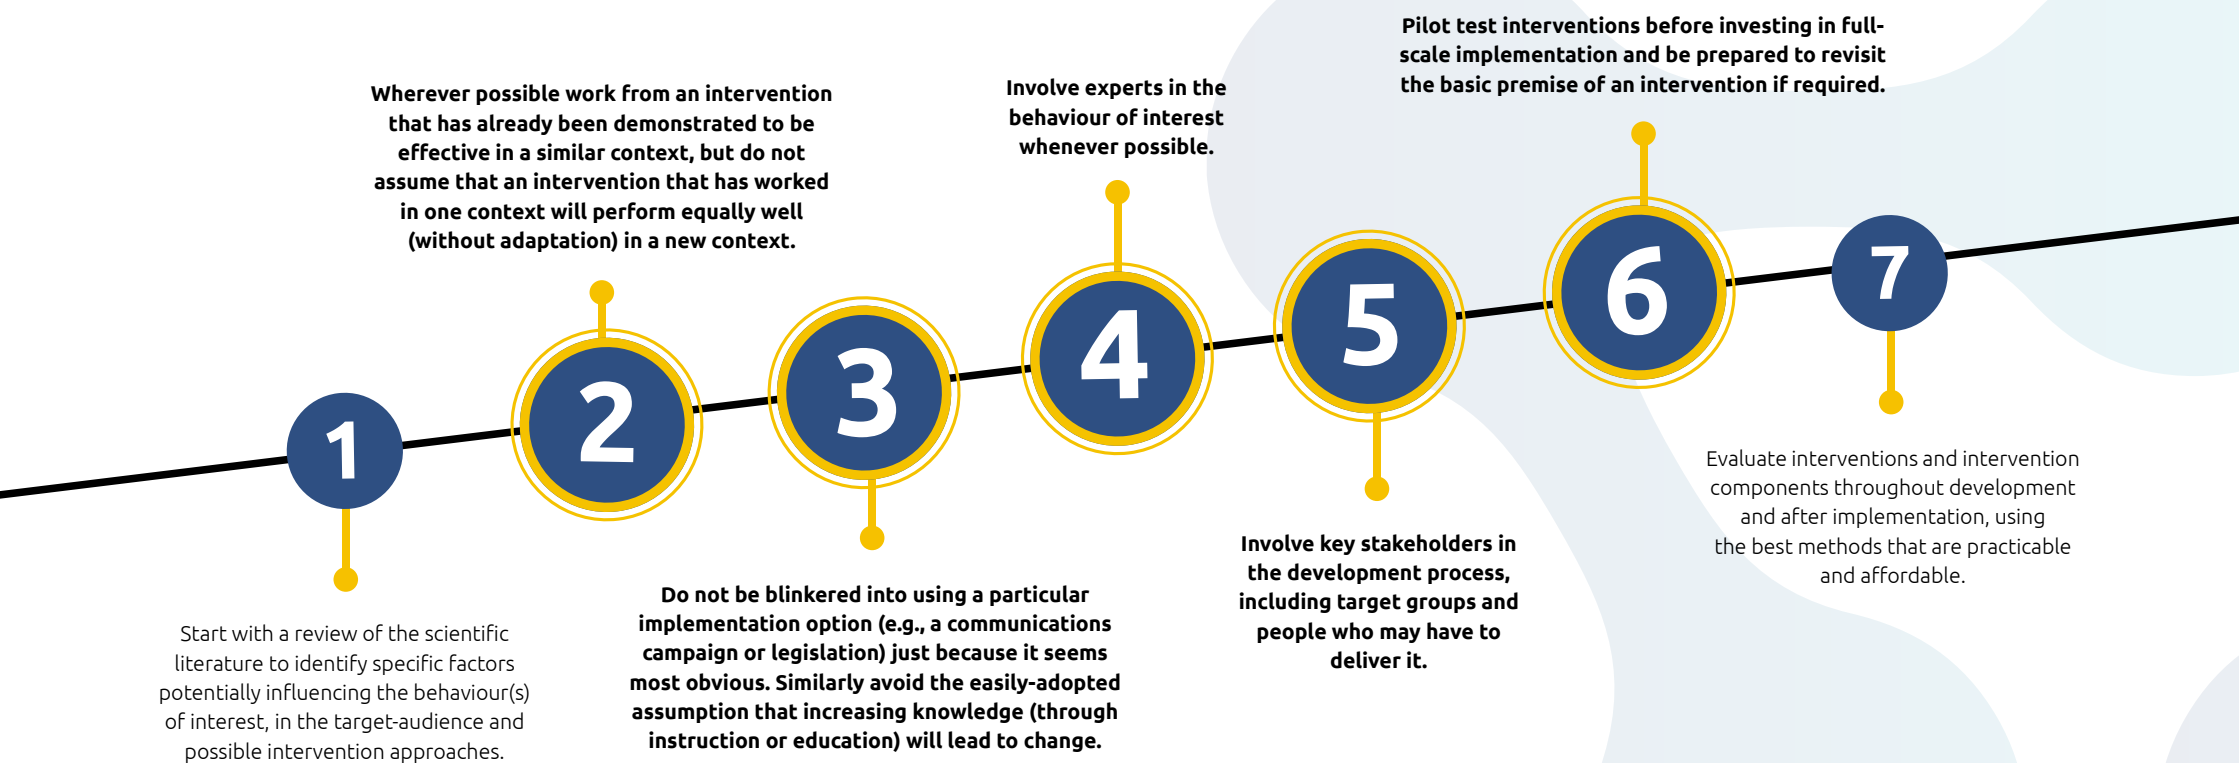 1
Start with a review of the scientific
literature to identify specific factors
potentially influencing the behaviour(s)
of interest, in the target-audience and
possible intervention approaches.
Wherever possible work from an intervention
that has already been demonstrated to be
effective in a similar context, but do not
assume that an intervention that has worked
in one context will perform equally well
(without adaptation) in a new context.
2
3
Do not be blinkered into using a particular
implementation option (e.g., a communications
campaign or legislation) just because it seems
most obvious. Similarly avoid the easily-adopted
assumption that increasing knowledge (through
instruction or education) will lead to change.
Involve experts in the
behaviour of interest
whenever possible.
4
5
Involve key stakeholders in
the development process,
including target groups and
people who may have to
deliver it.
Pilot test interventions before investing in full-
scale implementation and be prepared to revisit
the basic premise of an intervention if required.
6
7
Evaluate interventions and intervention
components throughout development
and after implementation, using
the best methods that are practicable
and affordable.